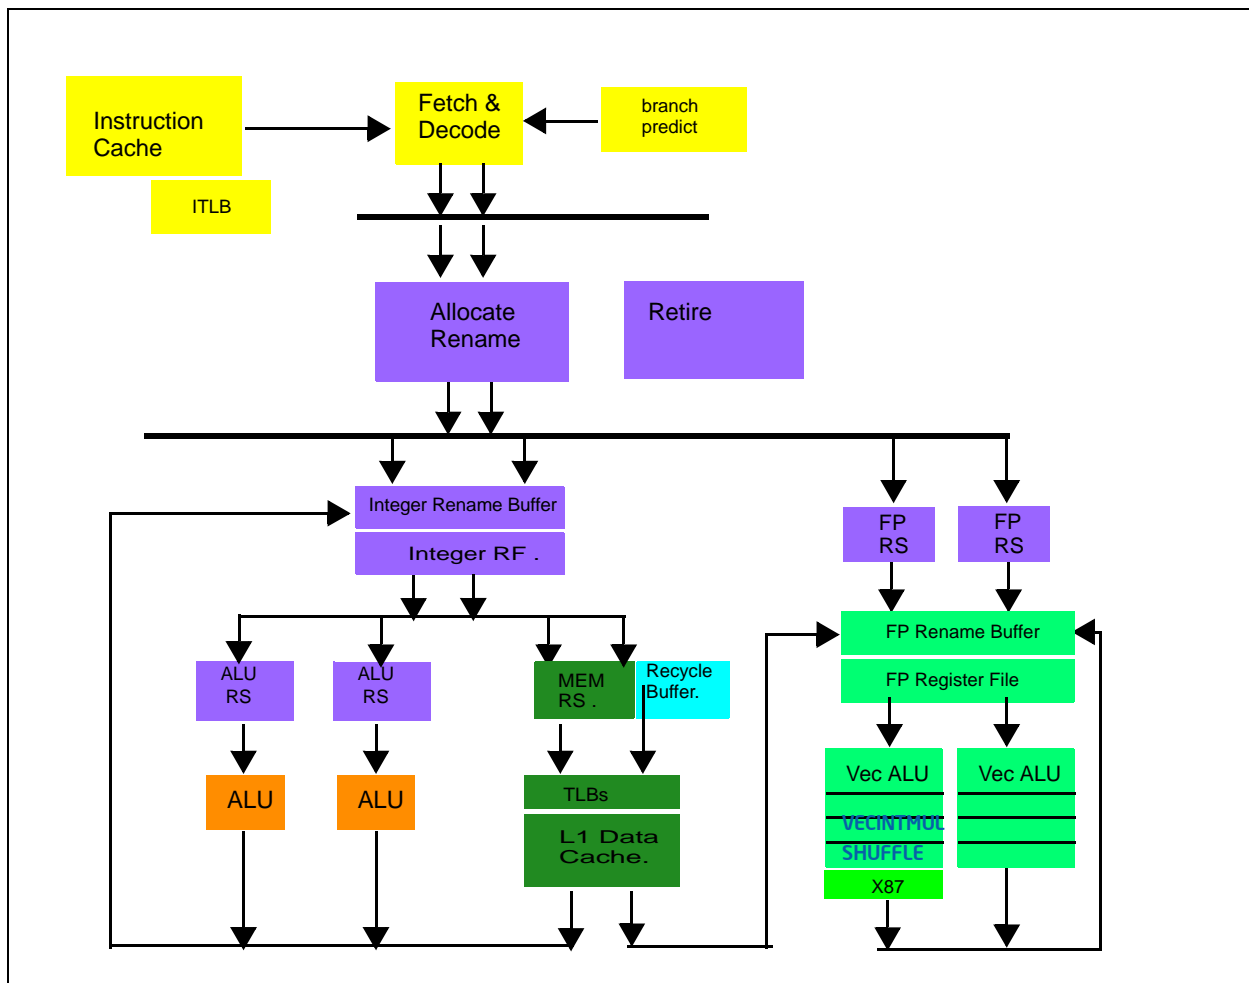 Instruction
Cache
Fetch &
Decode
branch
predict
ITLB
Allocate
Rename
Retire
Integer Rename Buffer
Integer RF .
FP
RS
FP
RS
ALU
RS
ALU
RS
MEM
RS .
Recycle
Buffer.
FP Rename Buffer
FP Register File
ALU
ALU
TLBs
L1 Data
Cache.
Vec ALU
Vec ALU
VECINTMUL
SHUFFLE
X87